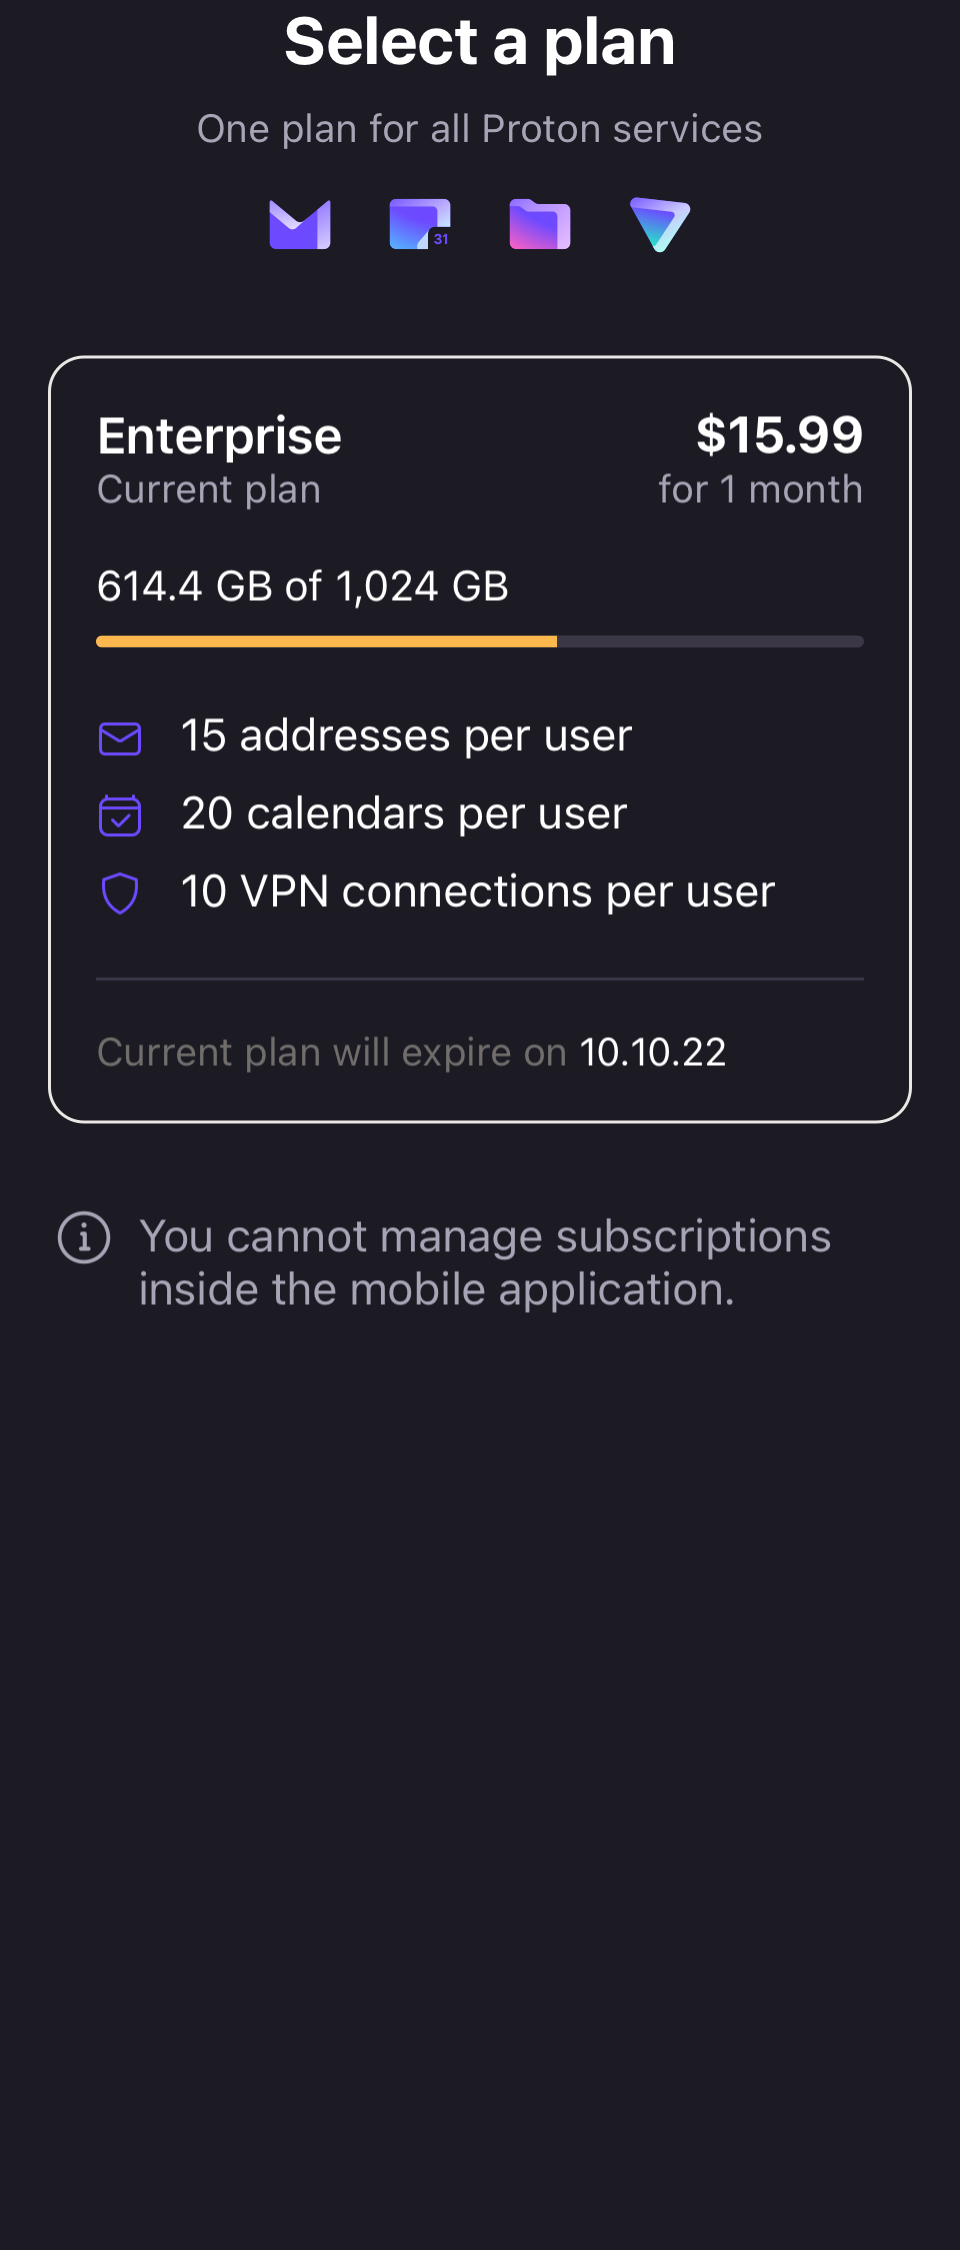 Select a plan
One plan for all Proton services
31
Enterprise
$15.99
Current plan
for 1 month
614.4 GB of 1,024 GB
15 addresses per user
20 calendars per user
10 VPN connections per user
Current plan will expire on 10.10.22
You cannot manage subscriptions
inside the mobile application.